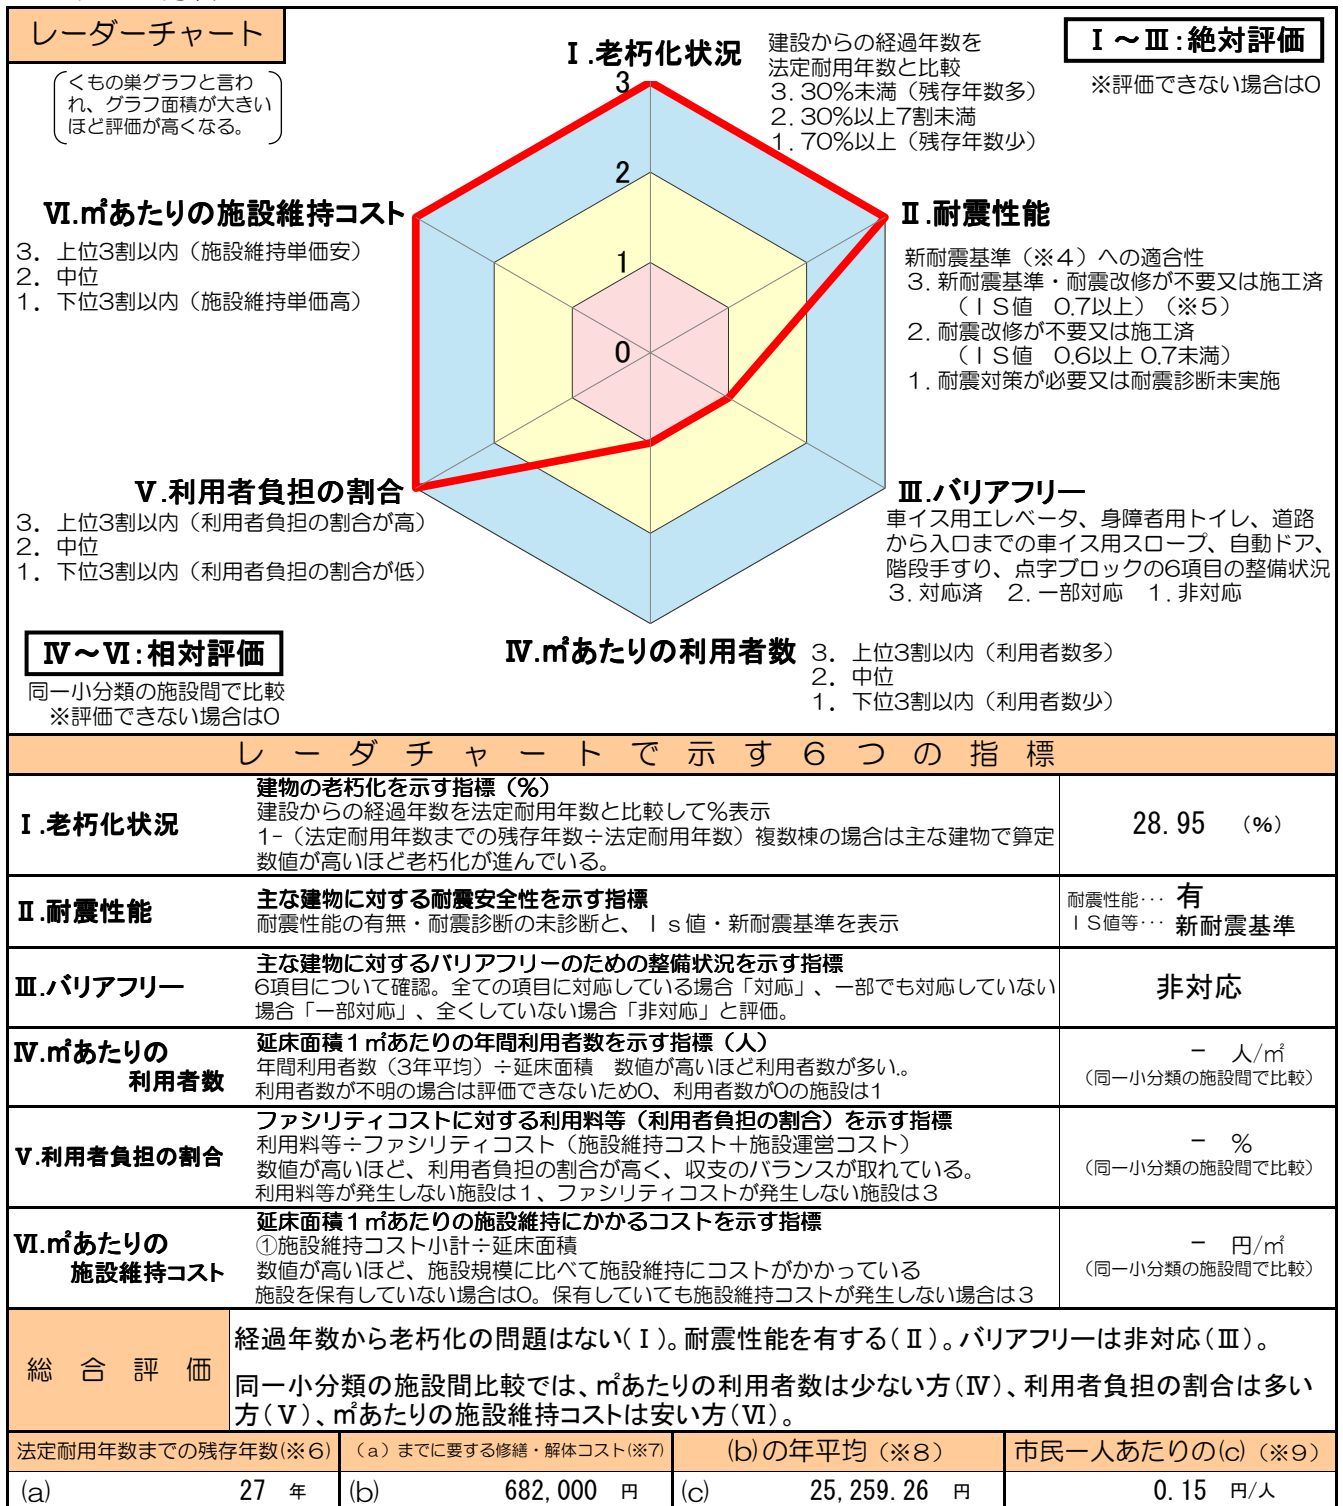 レーダーチャート
くもの巣グラフと言わ
れ、グラフ面積が大きい
ほど評価が高くなる。
Ⅰ～Ⅲ:絶対評価
※評価できない場合は0
Ⅰ.老朽化状況
建設からの経過年数を
法定耐用年数と比較
3.30%未満（残存年数多）
2.30%以上7割未満
1.70%以上（残存年数少）
3
2
1
0
Ⅱ.耐震性能
新耐震基準（※4）への適合性
3.新耐震基準・耐震改修が不要又は施工済
（ＩＳ値　0.7以上）（※5）
2.耐震改修が不要又は施工済
（ＩＳ値　0.6以上 0.7未満）
1.耐震対策が必要又は耐震診断未実施
Ⅲ.バリアフリー
車イス用エレベータ、身障者用トイレ、道路
から入口までの車イス用スロープ、自動ドア、
階段手すり、点字ブロックの6項目の整備状況
3.対応済　2.一部対応　1.非対応
Ⅳ.㎡あたりの利用者数
3．上位3割以内（利用者数多）
2．中位
1．下位3割以内（利用者数少）
Ⅴ.利用者負担の割合
3．上位3割以内（利用者負担の割合が高）
2．中位
1．下位3割以内（利用者負担の割合が低）
Ⅵ.㎡あたりの施設維持コスト
3．上位3割以内（施設維持単価安）
2．中位
1．下位3割以内（施設維持単価高）
Ⅳ～Ⅵ:相対評価
同一小分類の施設間で比較
※評価できない場合は0
レーダチャートで示す6つの指標
Ⅰ.老朽化状況
建物の老朽化を示す指標（%）
建設からの経過年数を法定耐用年数と比較して%表示
1-（法定耐用年数までの残存年数÷法定耐用年数）複数棟の場合は主な建物で算定
数値が高いほど老朽化が進んでいる。
28.95　（%）
Ⅱ.耐震性能
主な建物に対する耐震安全性を示す指標
耐震性能の有無・耐震診断の未診断と、Ｉｓ値・新耐震基準を表示
耐震性能… 有
ＩＳ値等… 新耐震基準
Ⅲ.バリアフリー
主な建物に対するバリアフリーのための整備状況を示す指標
6項目について確認。全ての項目に対応している場合「対応」、一部でも対応していない
場合「一部対応」、全くしていない場合「非対応」と評価。
非対応
Ⅳ.㎡あたりの
利用者数
延床面積１㎡あたりの年間利用者数を示す指標（人）
年間利用者数（3年平均）÷延床面積　数値が高いほど利用者数が多い。
利用者数が不明の場合は評価できないため0、利用者数が0の施設は1
－　人/㎡
（同一小分類の施設間で比較）
Ⅴ.利用者負担の割合
ファシリティコストに対する利用料等（利用者負担の割合）を示す指標
利用料等÷ファシリティコスト（施設維持コスト＋施設運営コスト）
数値が高いほど、利用者負担の割合が高く、収支のバランスが取れている。
利用料等が発生しない施設は１、ファシリティコストが発生しない施設は３
－　%
（同一小分類の施設間で比較）
Ⅵ.㎡あたりの
施設維持コスト
延床面積１㎡あたりの施設維持にかかるコストを示す指標
①施設維持コスト小計÷延床面積
数値が高いほど、施設規模に比べて施設維持にコストがかかっている
施設を保有していない場合は0。保有していても施設維持コストが発生しない場合は３
－　円/㎡
（同一小分類の施設間で比較）
総合評価
経過年数から老朽化の問題はない(Ⅰ)。耐震性能を有する(Ⅱ)。バリアフリーは非対応(Ⅲ)。
同一小分類の施設間比較では、㎡あたりの利用者数は少ない方(Ⅳ)、利用者負担の割合は多い
方(Ⅴ)、㎡あたりの施設維持コストは安い方(Ⅵ)。
法定耐用年数までの残存年数(※6)
（a）までに要する修繕・解体コスト(※7)
(b)の年平均（※8）
市民一人あたりの(c)（※9）
(a)　27　年
(b)　682,000　円
(c)　25,259.26　円
0.15　円/人